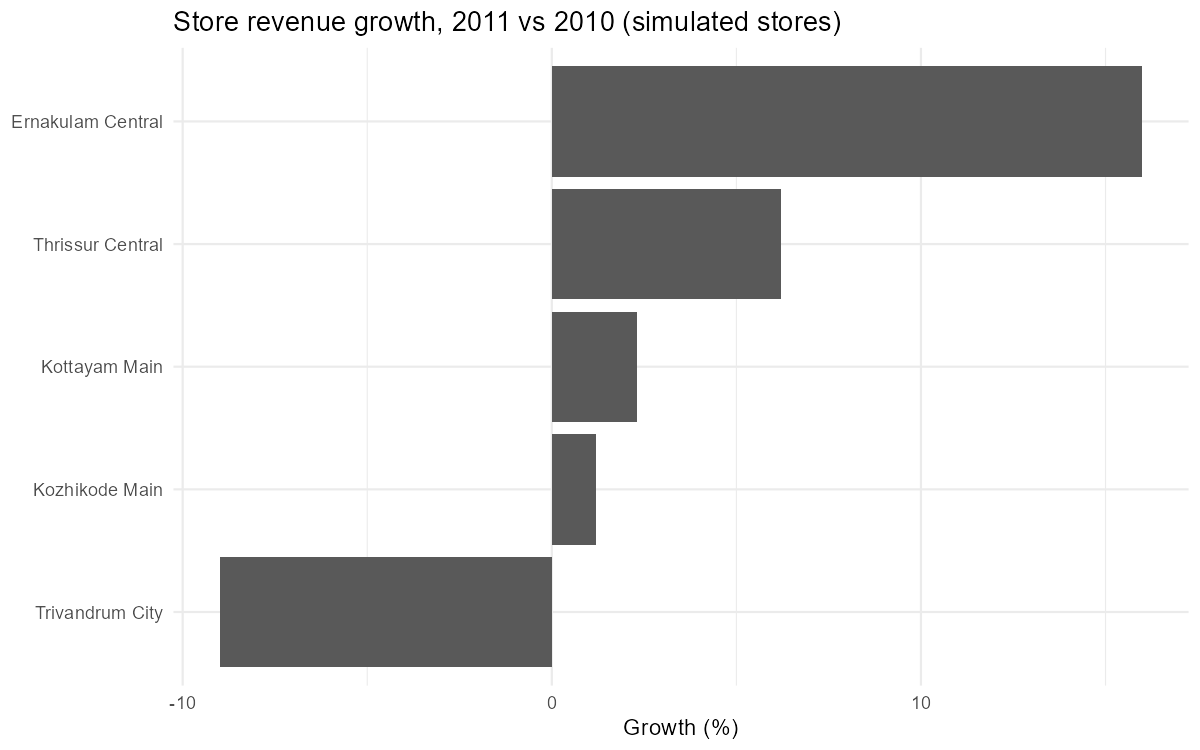 Store revenue growth, 2011 vs 2010 (simulated stores)
Ernakulam Central
Thrissur Central
Kottayam Main
Kozhikode Main
Trivandrum City
-10 0 10
Growth (%)